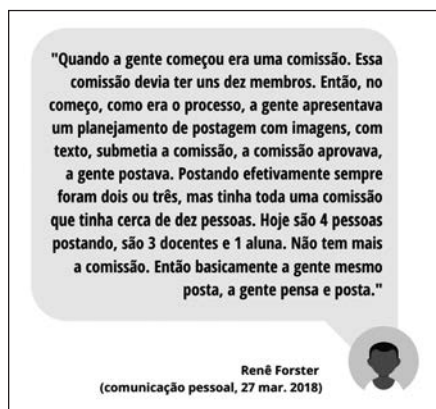 "Quando a gente começou era uma comissão. Essa
comissão devia ter uns dez membros. Então, no
começo, como era o processo, a gente apresentava
um planejamento de postagem com imagens, com
texto, submetia a comissão, a comissão aprovava,
a gente postava. Postando efetivamente sempre
foram dois ou três, mas tinha toda uma comissão
que tinha cerca de dez pessoas. Hoje são 4 pessoas
postando, são 3 docentes e 1 aluna. Não tem mais
a comissão. Então basicamente a gente mesmo
posta, a gente pensa e posta."
Renê Forster
(comunicação pessoal, 27 mar. 2018)